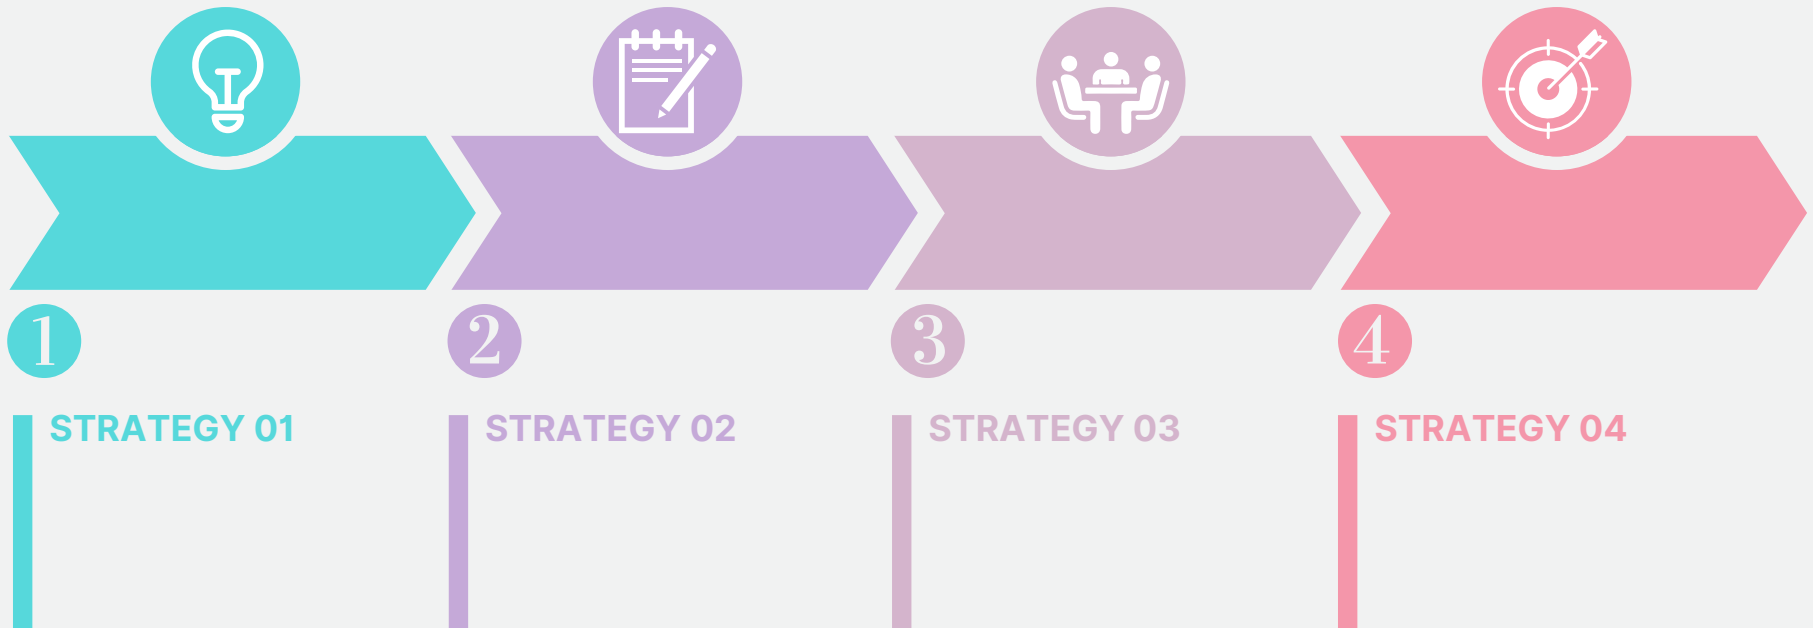 1
2
3
4
STRATEGY 01
STRATEGY 02
STRATEGY 03
STRATEGY 04